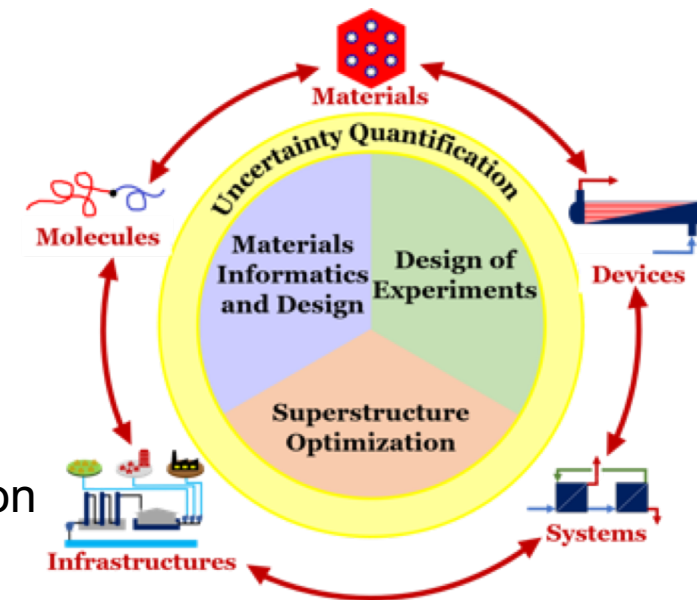 Materials
Uncertainty Quantification
Molecules
Materials
Informatics
and Design
Design of
Experiments
Devices
Superstructure
Optimization
on
Infrastructures
Systems